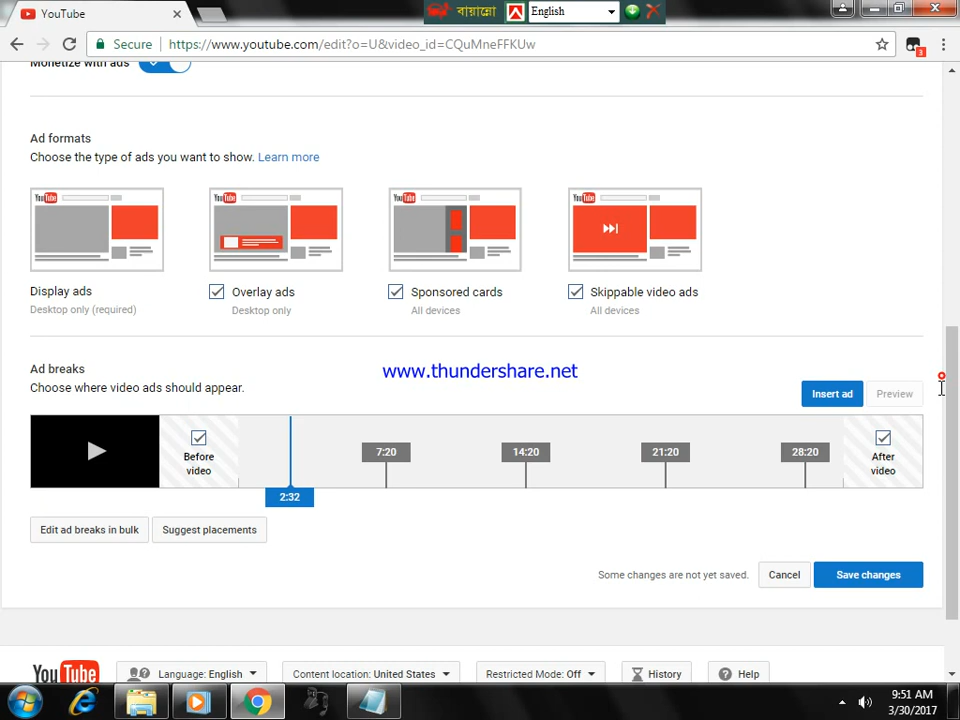 YouTube
বায়ান্নো
English
Secure
https://www.youtube.com/edit?o=U&video_id=CQuMneFFKUw
3
Monetize with ads
Ad formats
Choose the type of ads you want to show. Learn more
YouTube
YouTube
YouTube
YouTube
Display ads
Overlay ads
Sponsored cards
Skippable video ads
Desktop only (required)
Desktop only
All devices
All devices
Ad breaks
www.thundershare.net
Choose where video ads should appear.
Insert ad
Preview
Before video
7:20
14:20
21:20
28:20
After video
2:32
Edit ad breaks in bulk
Suggest placements
Some changes are not yet saved.
Cancel
Save changes
YouTube
Language: English
Content location: United States
Restricted Mode: Off
History
Help
9:51 AM
3/30/2017